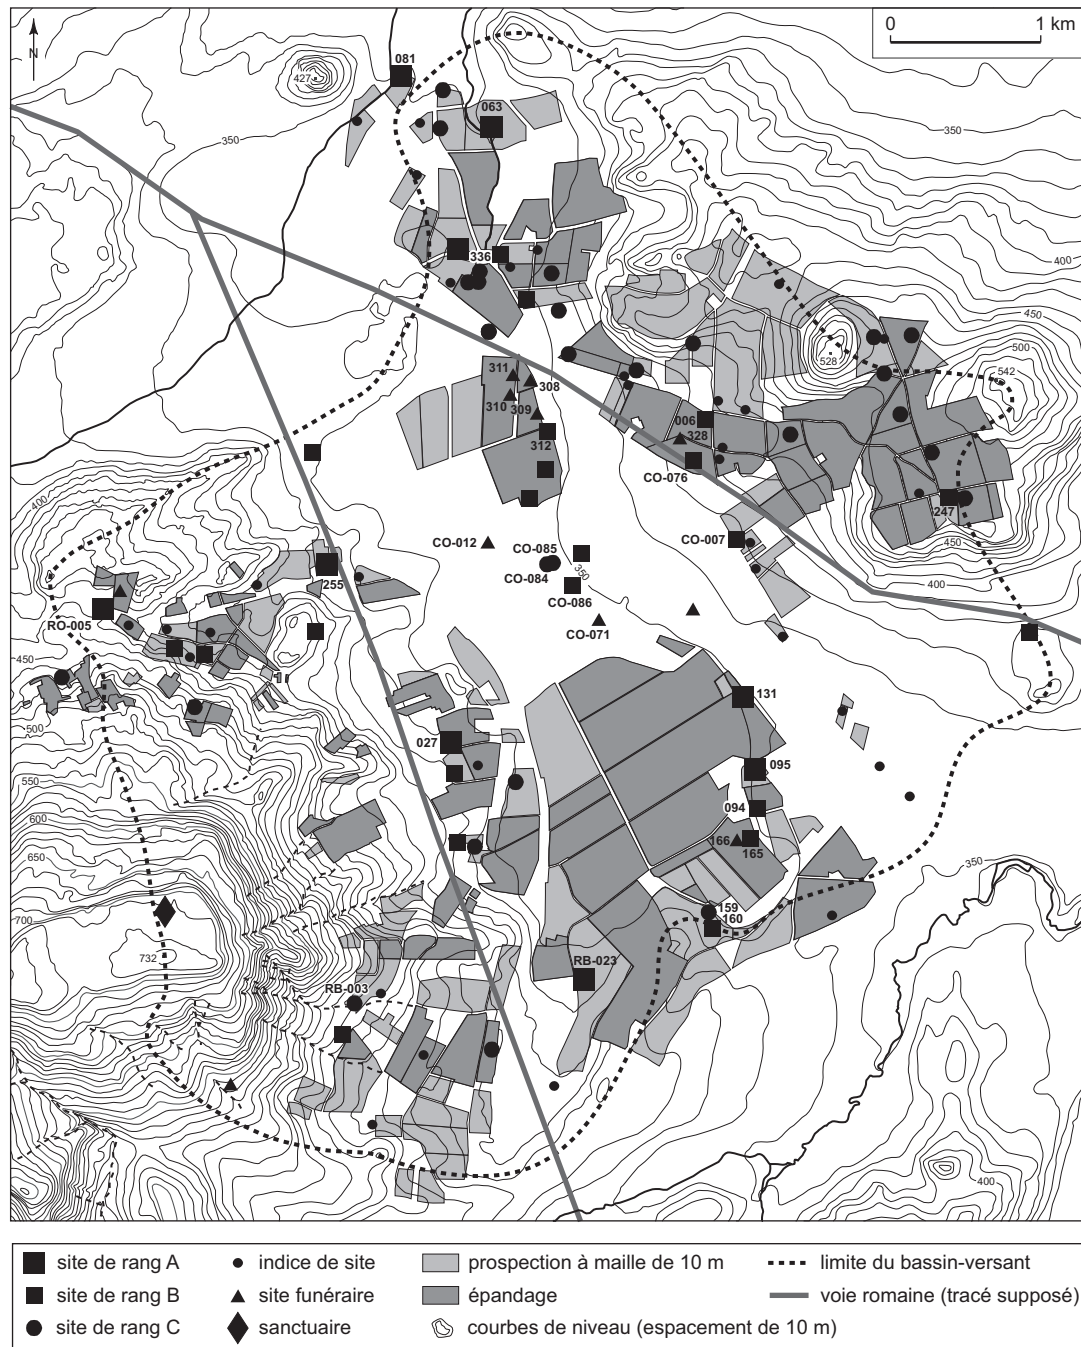 0 1 km
N
081
427
063
350
350
336
400
450
500
528
542
311
308
310
309
312
006
328
CO-076
247
CO-007
450
400
400
CO-012
CO-085
CO-084
350
CO-086
CO-071
255
RO-005
450
500
550
600
650
700
732
131
027
095
094
166
165
159
160
350
RB-023
RB-003
400
site de rang A
indice de site
prospection à maille de 10 m
limite du bassin-versant
site de rang B
site funéraire
épandage
voie romaine (tracé supposé)
site de rang C
sanctuaire
courbes de niveau (espacement de 10 m)